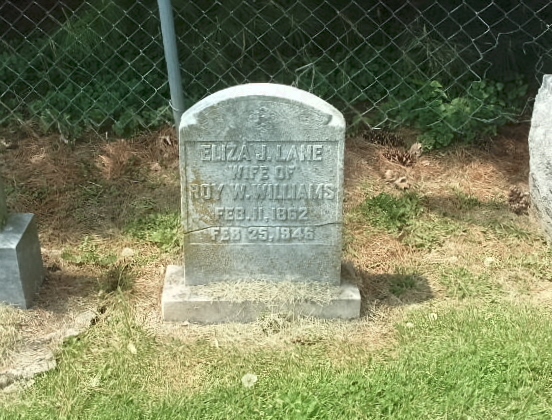 ELIZA J. LANE
WIFE OF
ROY W. WILLIAMS
FEB. 11, 1862
FEB 25, 1946